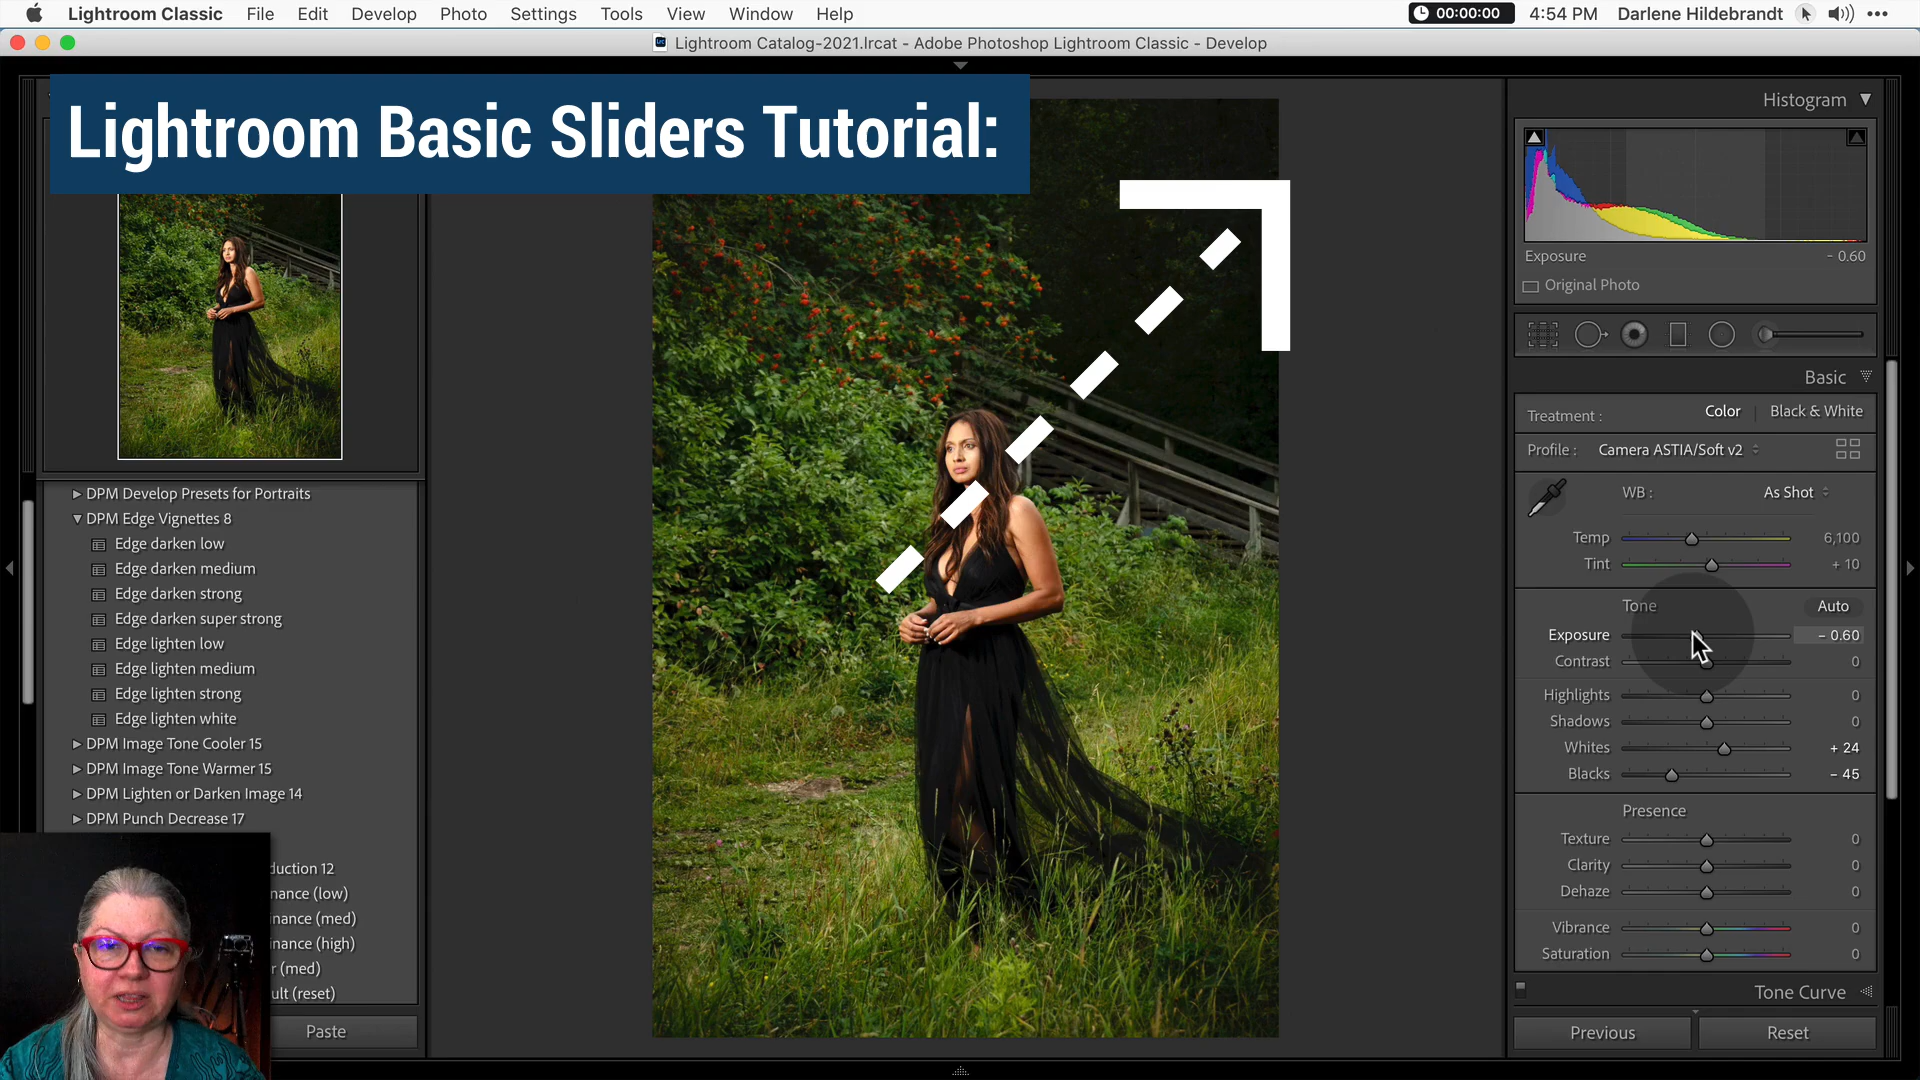 Lightroom Classic File Edit Develop Photo Settings Tools View Window Help 00:00:00 4:54 PM Darlene Hildebrandt
Lightroom Catalog-2021.lrcat - Adobe Photoshop Lightroom Classic - Develop
Lightroom Basic Sliders Tutorial:
DPM Develop Presets for Portraits
DPM Edge Vignettes 8
Edge darken low
Edge darken medium
Edge darken strong
Edge darken super strong
Edge lighten low
Edge lighten medium
Edge lighten strong
Edge lighten white
DPM Image Tone Cooler 15
DPM Image Tone Warmer 15
DPM Lighten or Darken Image 14
DPM Punch Decrease 17
duction 12
nance (low)
inance (med)
inance (high)
r (med)
ult (reset)
Paste
Histogram
Exposure - 0.60
Original Photo
Basic
Treatment : Color Black & White
Profile : Camera ASTIA/Soft v2
WB : As Shot
Temp 6,100
Tint + 10
Tone Auto
Exposure - 0.60
Contrast 0
Highlights 0
Shadows 0
Whites + 24
Blacks - 45
Presence
Texture 0
Clarity 0
Dehaze 0
Vibrance 0
Saturation 0
Tone Curve
Previous Reset